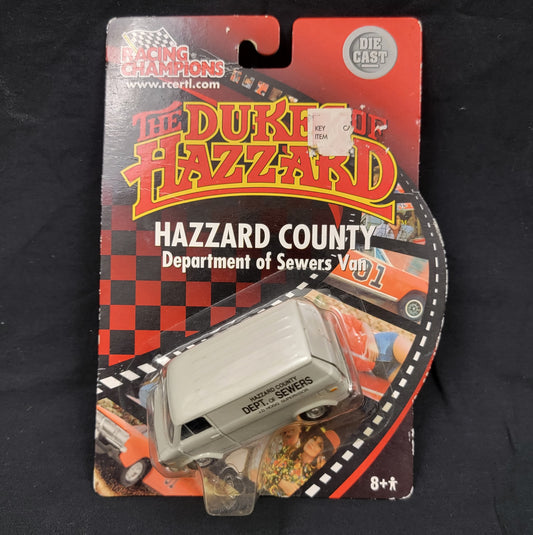 RACING
CHAMPIONS
www.rcertl.com
DIE
CAST
THE DUKES OF
HAZZARD
KEY
ITEM
HAZZARD COUNTY
Department of Sewers Van
01
HAZZARD COUNTY
DEPT. OF SEWERS
8+